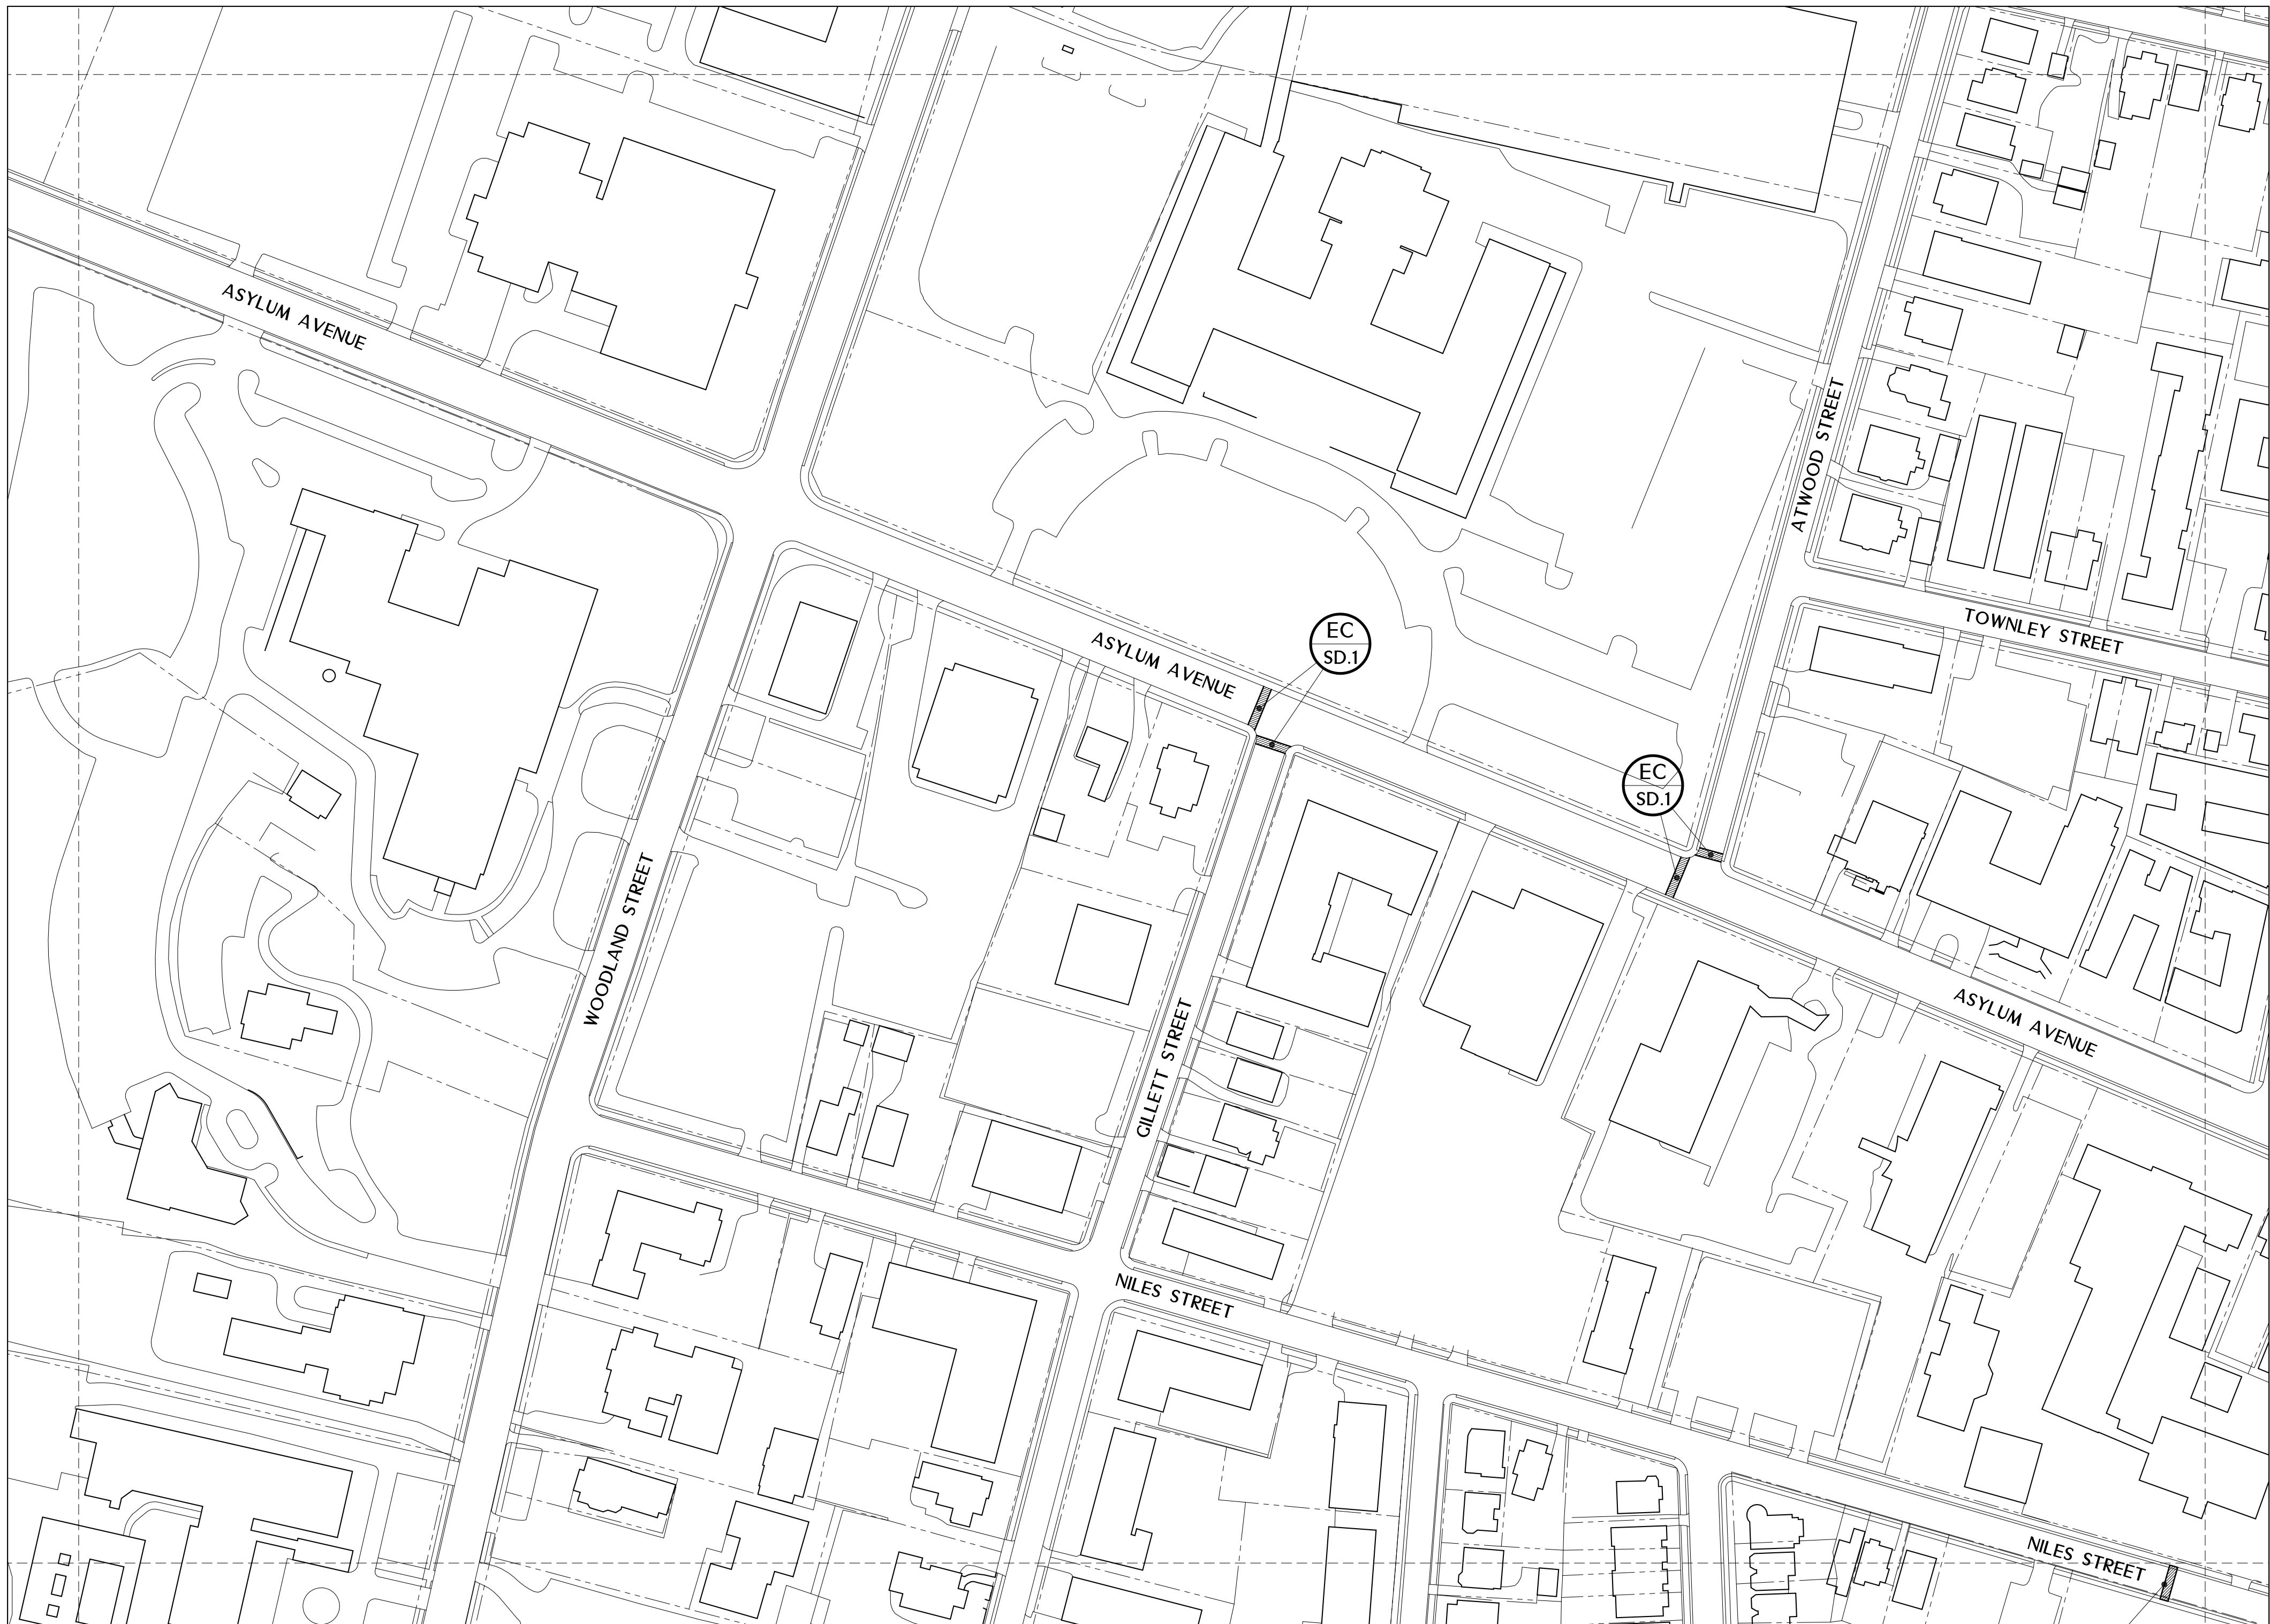 ASYLUM AVENUE
ATWOOD STREET
TOWNLEY STREET
EC
SD.1
ASYLUM AVENUE
EC
SD.1
WOODLAND STREET
GILLETT STREET
ASYLUM AVENUE
NILES STREET
NILES STREET